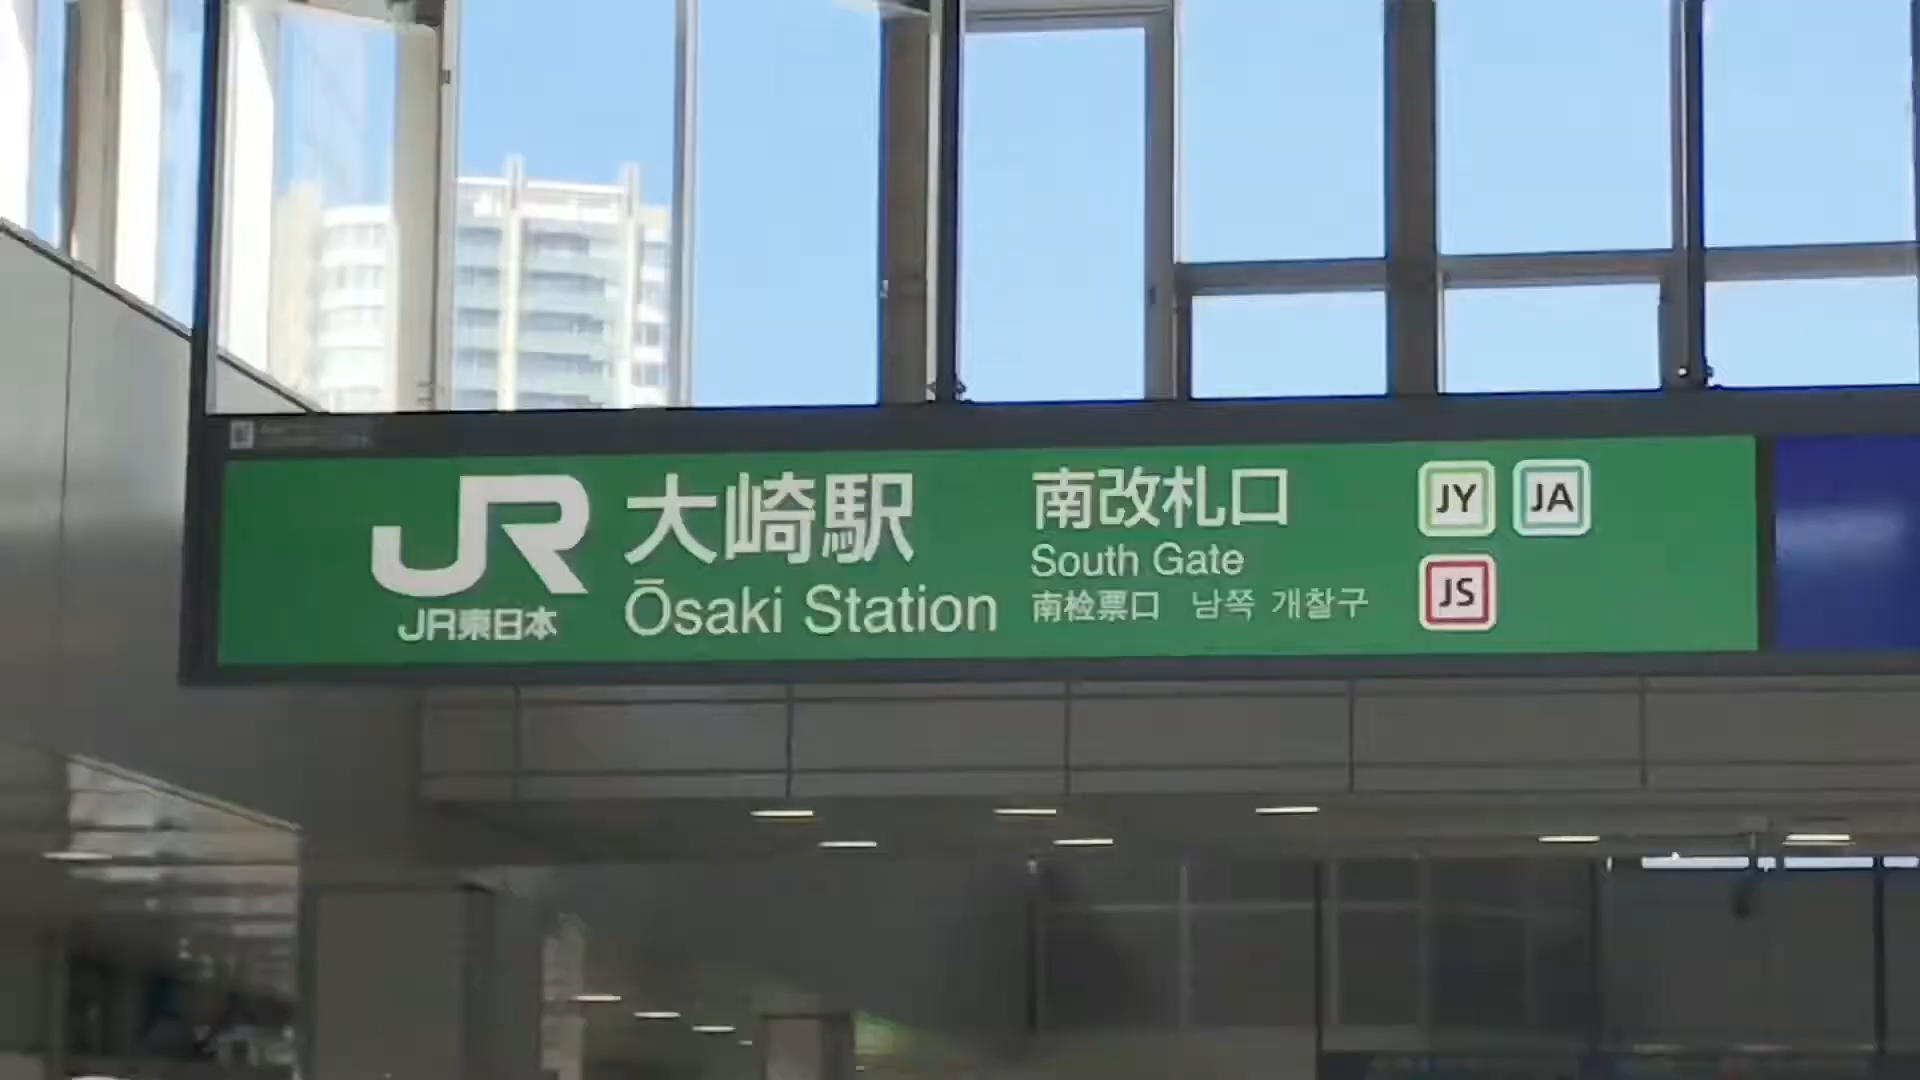 JR
JR東日本
大崎駅
Ōsaki Station
南改札口
South Gate
南检票口 남쪽 개찰구
JY JA
JS